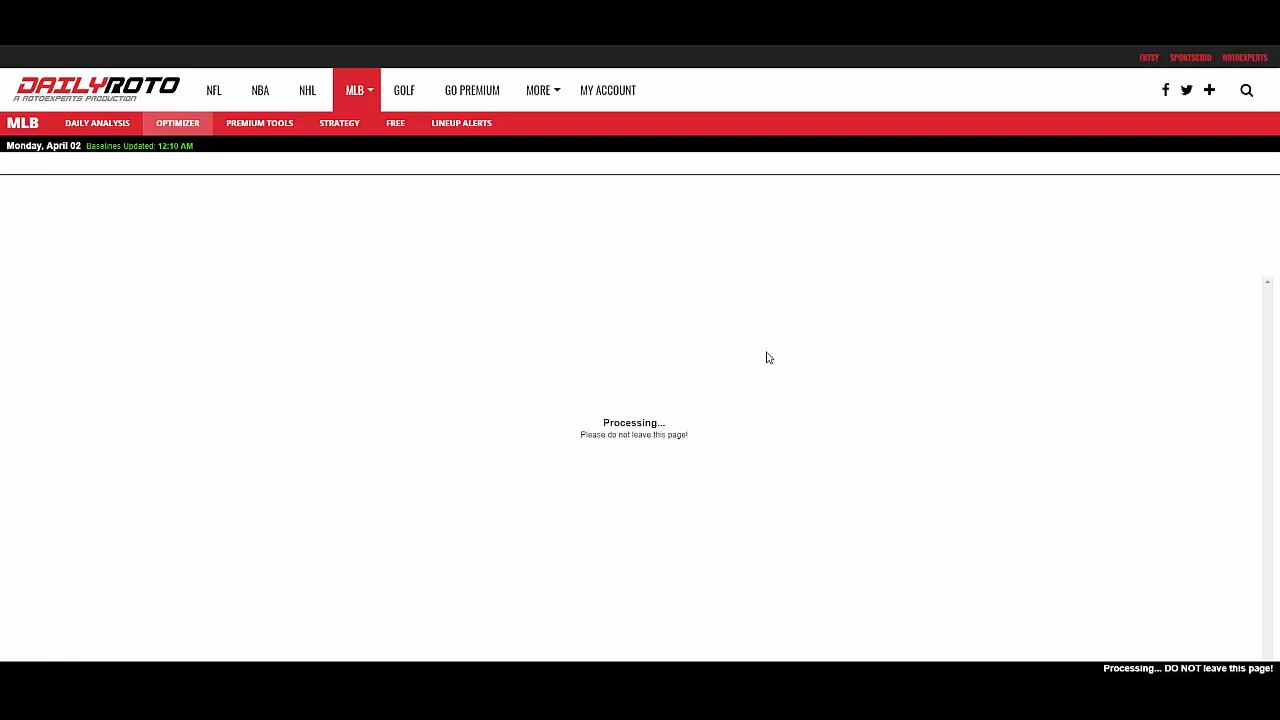 FNTSY SPORTSGRID ROTOEXPERTS
DAILYROTO
A ROTOEXPERTS PRODUCTION
NFL NBA NHL MLB GOLF GO PREMIUM MORE MY ACCOUNT
MLB DAILY ANALYSIS OPTIMIZER PREMIUM TOOLS STRATEGY FREE LINEUP ALERTS
Monday, April 02 Baselines Updated: 12:10 AM
Processing...
Please do not leave this page!
Processing... DO NOT leave this page!